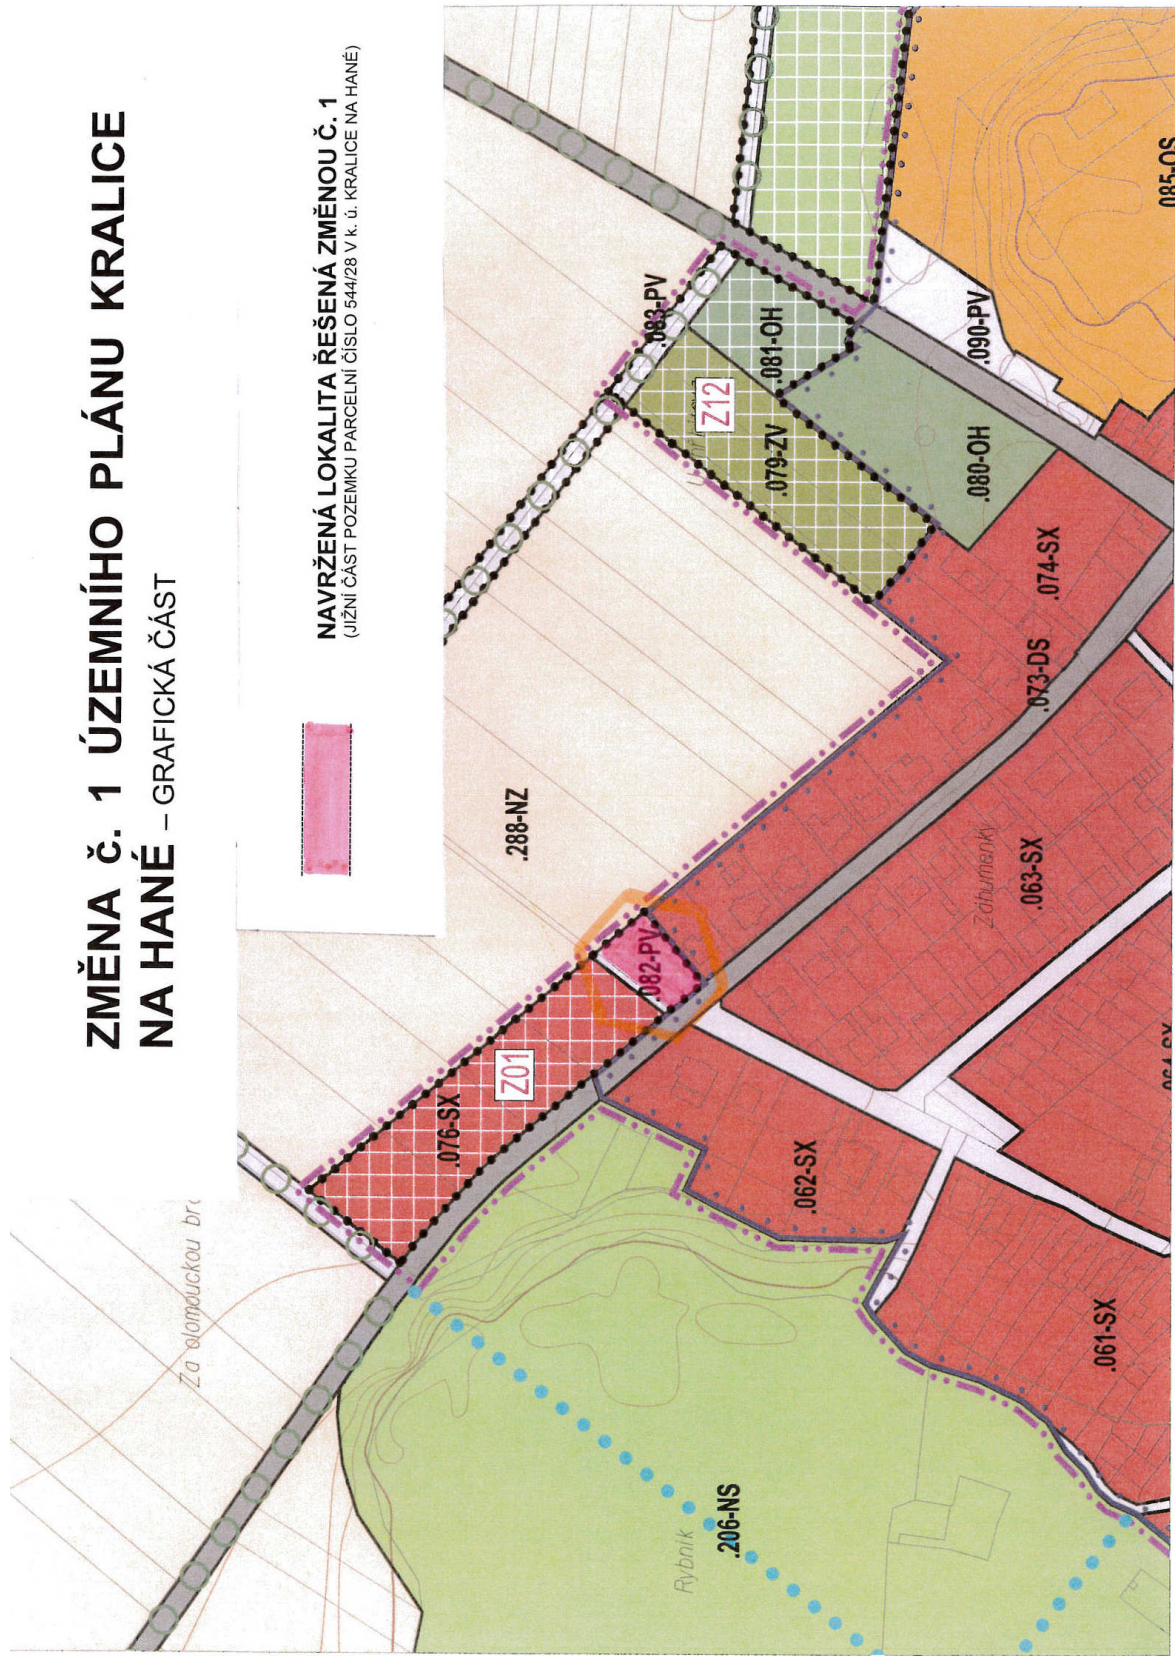 ZMĚNA č. 1 ÚZEMNÍHO PLÁNU KRALICE
NA HANÉ – GRAFICKÁ ČÁST
NAVRŽENÁ LOKALITA ŘEŠENÁ ZMĚNOU Č. 1
(JIŽNÍ ČÁST POZEMKU PARCELNÍ ČÍSLO 544/28 V k. ú. KRALICE NA HANÉ)
Za olomouckou
.076-SX
Z01
.288-NZ
.082-PV
.083-PV
Z12
.079-ZV
.081-OH
.080-OH
.090-PV
.085-OS
.074-SX
.073-DS
Záhumenky
.063-SX
.062-SX
.061-SX
Rybník
.206-NS